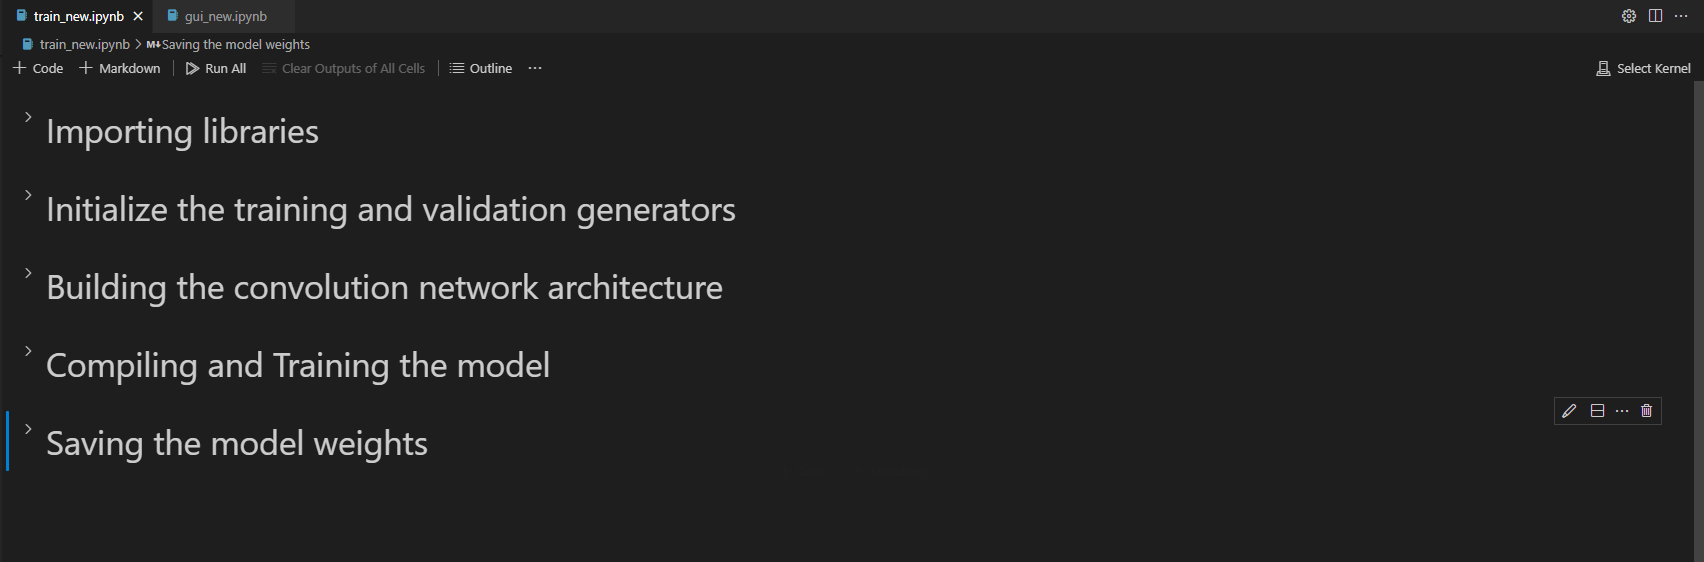 train_new.ipynb gui_new.ipynb
train_new.ipynb > M↓ Saving the model weights
+ Code + Markdown Run All Clear Outputs of All Cells Outline ... Select Kernel
Importing libraries
Initialize the training and validation generators
Building the convolution network architecture
Compiling and Training the model
Saving the model weights